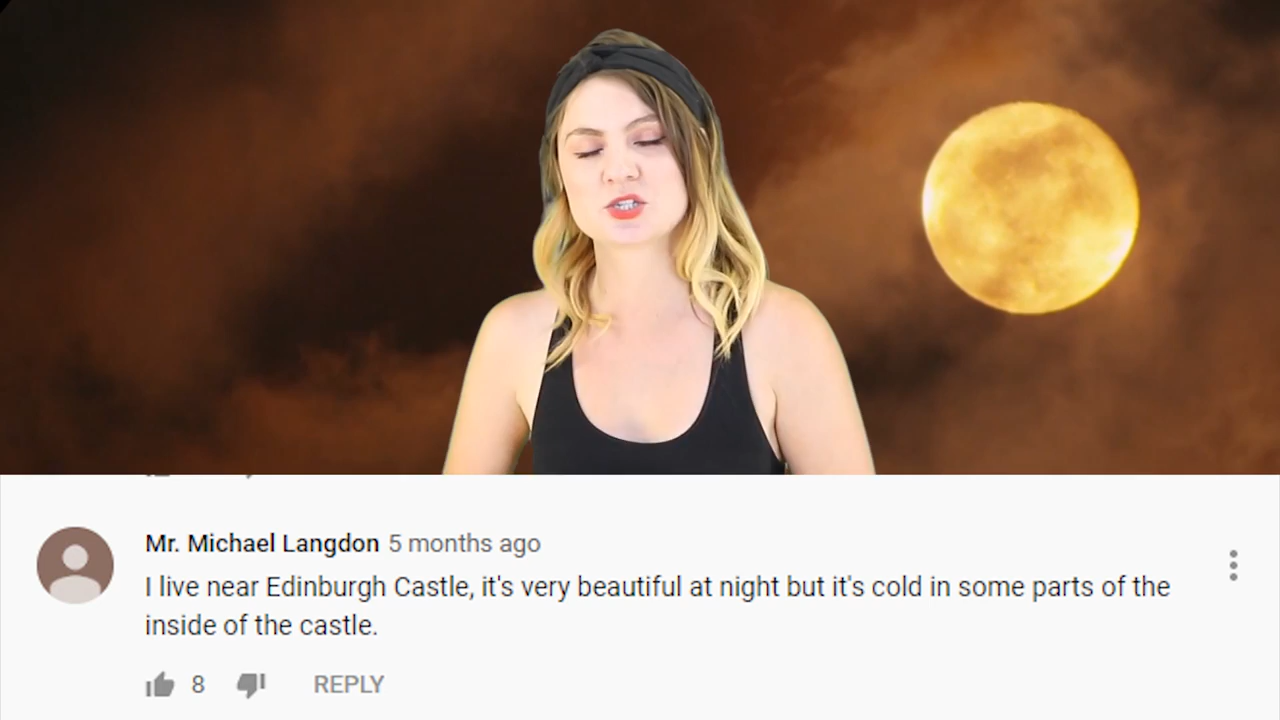 Mr. Michael Langdon 5 months ago
I live near Edinburgh Castle, it's very beautiful at night but it's cold in some parts of the
inside of the castle.
8 REPLY